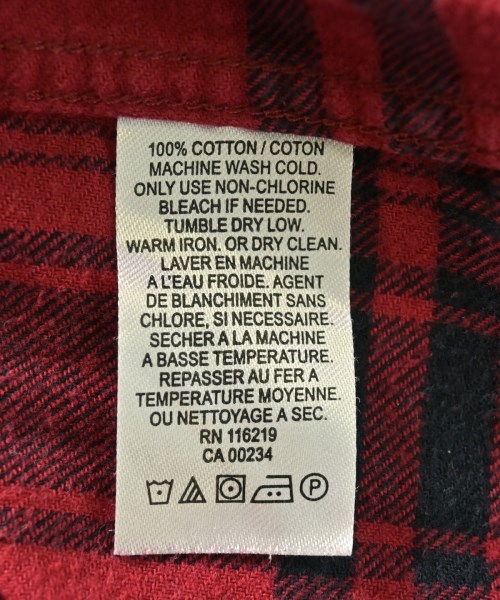 100% COTTON / COTON
MACHINE WASH COLD.
ONLY USE NON-CHLORINE
BLEACH IF NEEDED.
TUMBLE DRY LOW.
WARM IRON. OR DRY CLEAN.
LAVER EN MACHINE
A L'EAU FROIDE. AGENT
DE BLANCHIMENT SANS
CHLORE, SI NECESSAIRE.
SECHER A LA MACHINE
A BASSE TEMPERATURE.
REPASSER AU FER A
TEMPERATURE MOYENNE.
OU NETTOYAGE A SEC.
RN 116219
CA 00234
P